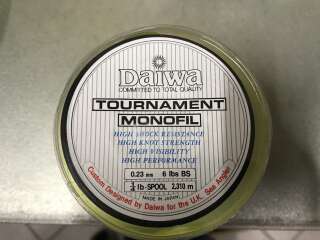 Daiwa
COMMITTED TO TOTAL QUALITY
TOURNAMENT
MONOFIL
HIGH SHOCK RESISTANCE
HIGH KNOT STRENGTH
HIGH VISIBILITY
HIGH PERFORMANCE
0.23 mm 6 lbs BS
¼ lb-SPOOL 2,310 m
MADE IN JAPAN
Custom Designed by Daiwa for the U.K. Sea Angler